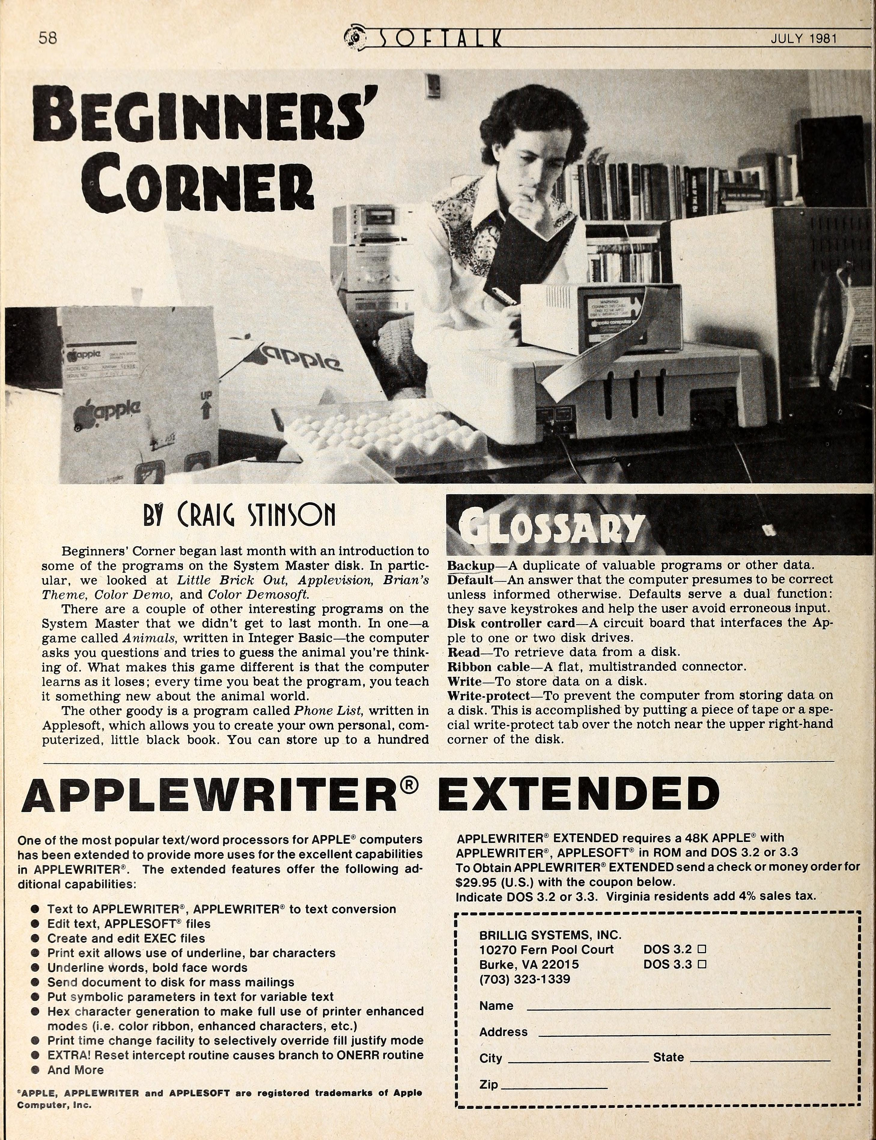 58
SOFTALK
JULY 1981
BEGINNERS'
CORNER
apple
apple
UP
apple
apple computer
BY CRAIG STINSON
Beginners' Corner began last month with an introduction to
some of the programs on the System Master disk. In partic-
ular, we looked at Little Brick Out, Applevision, Brian's
Theme, Color Demo, and Color Demosoft.
There are a couple of other interesting programs on the
System Master that we didn't get to last month. In one—a
game called Animals, written in Integer Basic—the computer
asks you questions and tries to guess the animal you're think-
ing of. What makes this game different is that the computer
learns as it loses; every time you beat the program, you teach
it something new about the animal world.
The other goody is a program called Phone List, written in
Applesoft, which allows you to create your own personal, com-
puterized, little black book. You can store up to a hundred
GLOSSARY
Backup—A duplicate of valuable programs or other data.
Default—An answer that the computer presumes to be correct
unless informed otherwise. Defaults serve a dual function:
they save keystrokes and help the user avoid erroneous input.
Disk controller card—A circuit board that interfaces the Ap-
ple to one or two disk drives.
Read—To retrieve data from a disk.
Ribbon cable—A flat, multistranded connector.
Write—To store data on a disk.
Write-protect—To prevent the computer from storing data on
a disk. This is accomplished by putting a piece of tape or a spe-
cial write-protect tab over the notch near the upper right-hand
corner of the disk.
APPLEWRITER® EXTENDED
One of the most popular text/word processors for APPLE® computers
has been extended to provide more uses for the excellent capabilities
in APPLEWRITER®. The extended features offer the following ad-
ditional capabilities:
● Text to APPLEWRITER®, APPLEWRITER® to text conversion
● Edit text, APPLESOFT® files
● Create and edit EXEC files
● Print exit allows use of underline, bar characters
● Underline words, bold face words
● Send document to disk for mass mailings
● Put symbolic parameters in text for variable text
● Hex character generation to make full use of printer enhanced
modes (i.e. color ribbon, enhanced characters, etc.)
● Print time change facility to selectively override fill justify mode
● EXTRA! Reset intercept routine causes branch to ONERR routine
● And More
®APPLE, APPLEWRITER and APPLESOFT are registered trademarks of Apple
Computer, Inc.
APPLEWRITER® EXTENDED requires a 48K APPLE® with
APPLEWRITER®, APPLESOFT® in ROM and DOS 3.2 or 3.3
To Obtain APPLEWRITER® EXTENDED send a check or money order for
$29.95 (U.S.) with the coupon below.
Indicate DOS 3.2 or 3.3. Virginia residents add 4% sales tax.
BRILLIG SYSTEMS, INC.
10270 Fern Pool Court DOS 3.2 □
Burke, VA 22015 DOS 3.3 □
(703) 323-1339
Name
Address
City State
Zip